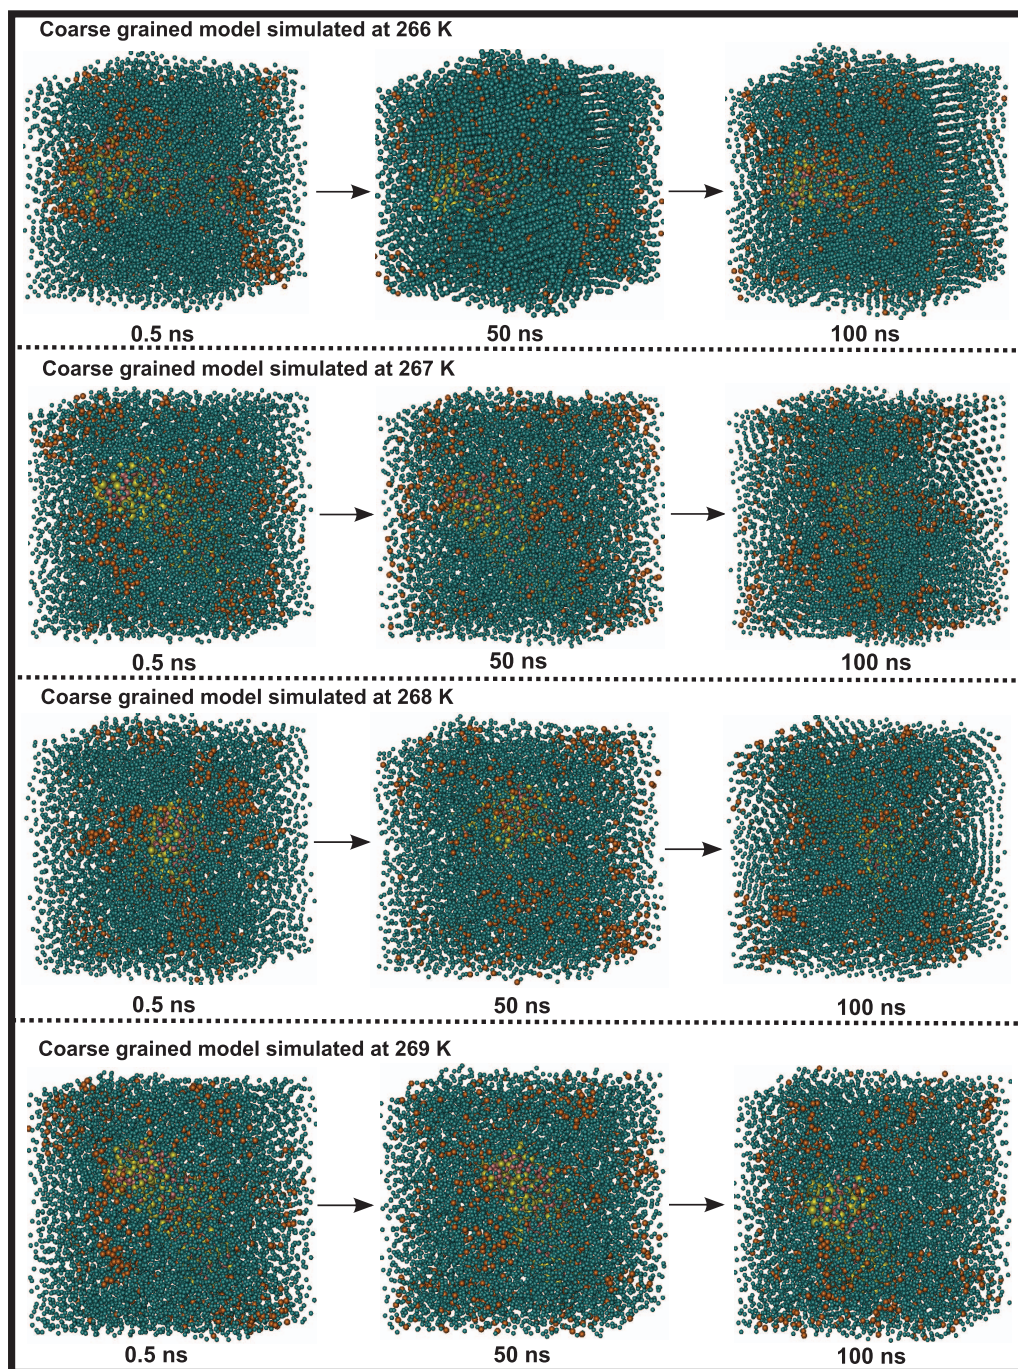 Coarse grained model simulated at 266 K
0.5 ns
50 ns
100 ns
Coarse grained model simulated at 267 K
0.5 ns
50 ns
100 ns
Coarse grained model simulated at 268 K
0.5 ns
50 ns
100 ns
Coarse grained model simulated at 269 K
0.5 ns
50 ns
100 ns